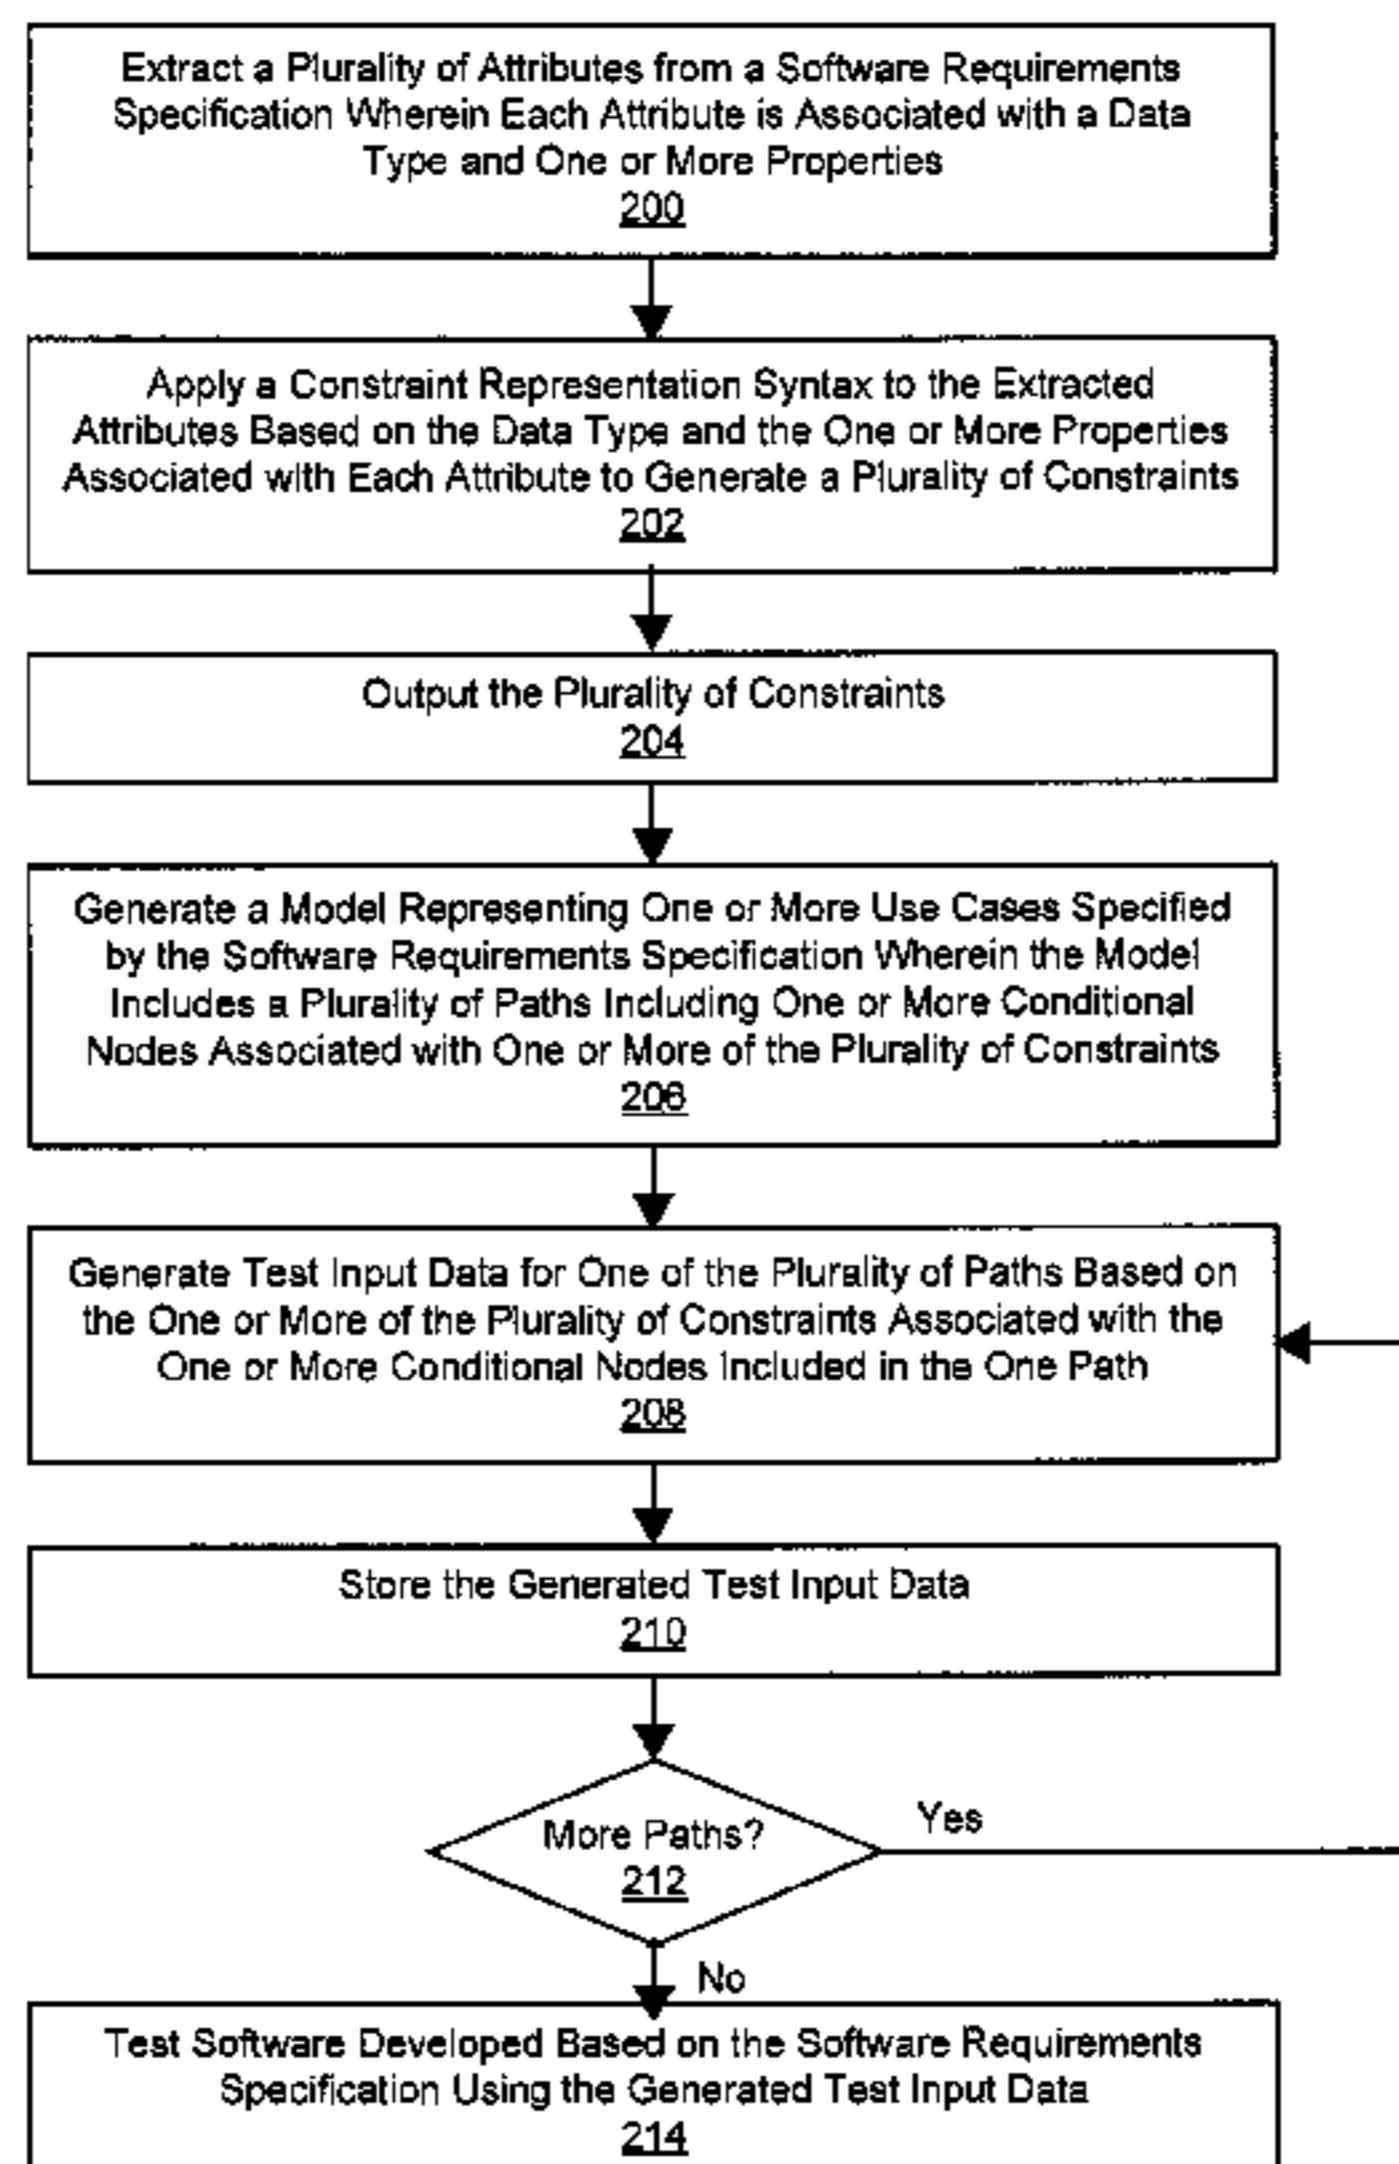 Extract a Plurality of Attributes from a Software Requirements
Specification Wherein Each Attribute is Associated with a Data
Type and One or More Properties
200
Apply a Constraint Representation Syntax to the Extracted
Attributes Based on the Data Type and the One or More Properties
Associated with Each Attribute to Generate a Plurality of Constraints
202
Output the Plurality of Constraints
204
Generate a Model Representing One or More Use Cases Specified
by the Software Requirements Specification Wherein the Model
Includes a Plurality of Paths Including One or More Conditional
Nodes Associated with One or More of the Plurality of Constraints
206
Generate Test Input Data for One of the Plurality of Paths Based on
the One or More of the Plurality of Constraints Associated with the
One or More Conditional Nodes Included in the One Path
208
Store the Generated Test Input Data
210
More Paths?
212
Yes
No
Test Software Developed Based on the Software Requirements
Specification Using the Generated Test Input Data
214